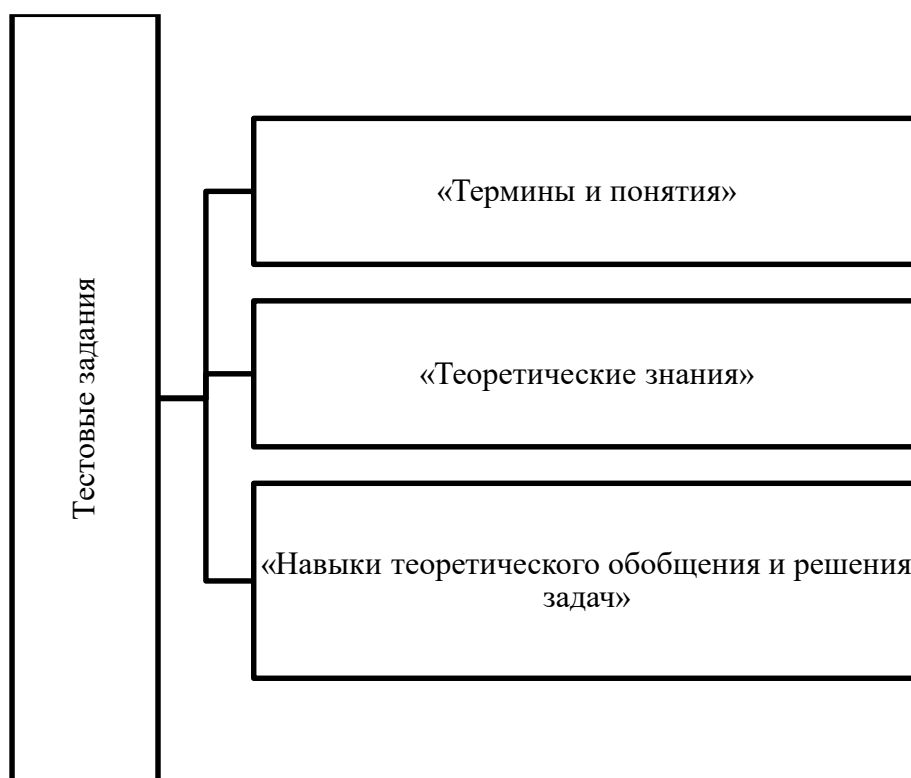 Тестовые задания
«Термины и понятия»
«Теоретические знания»
«Навыки теоретического обобщения и решения
задач»